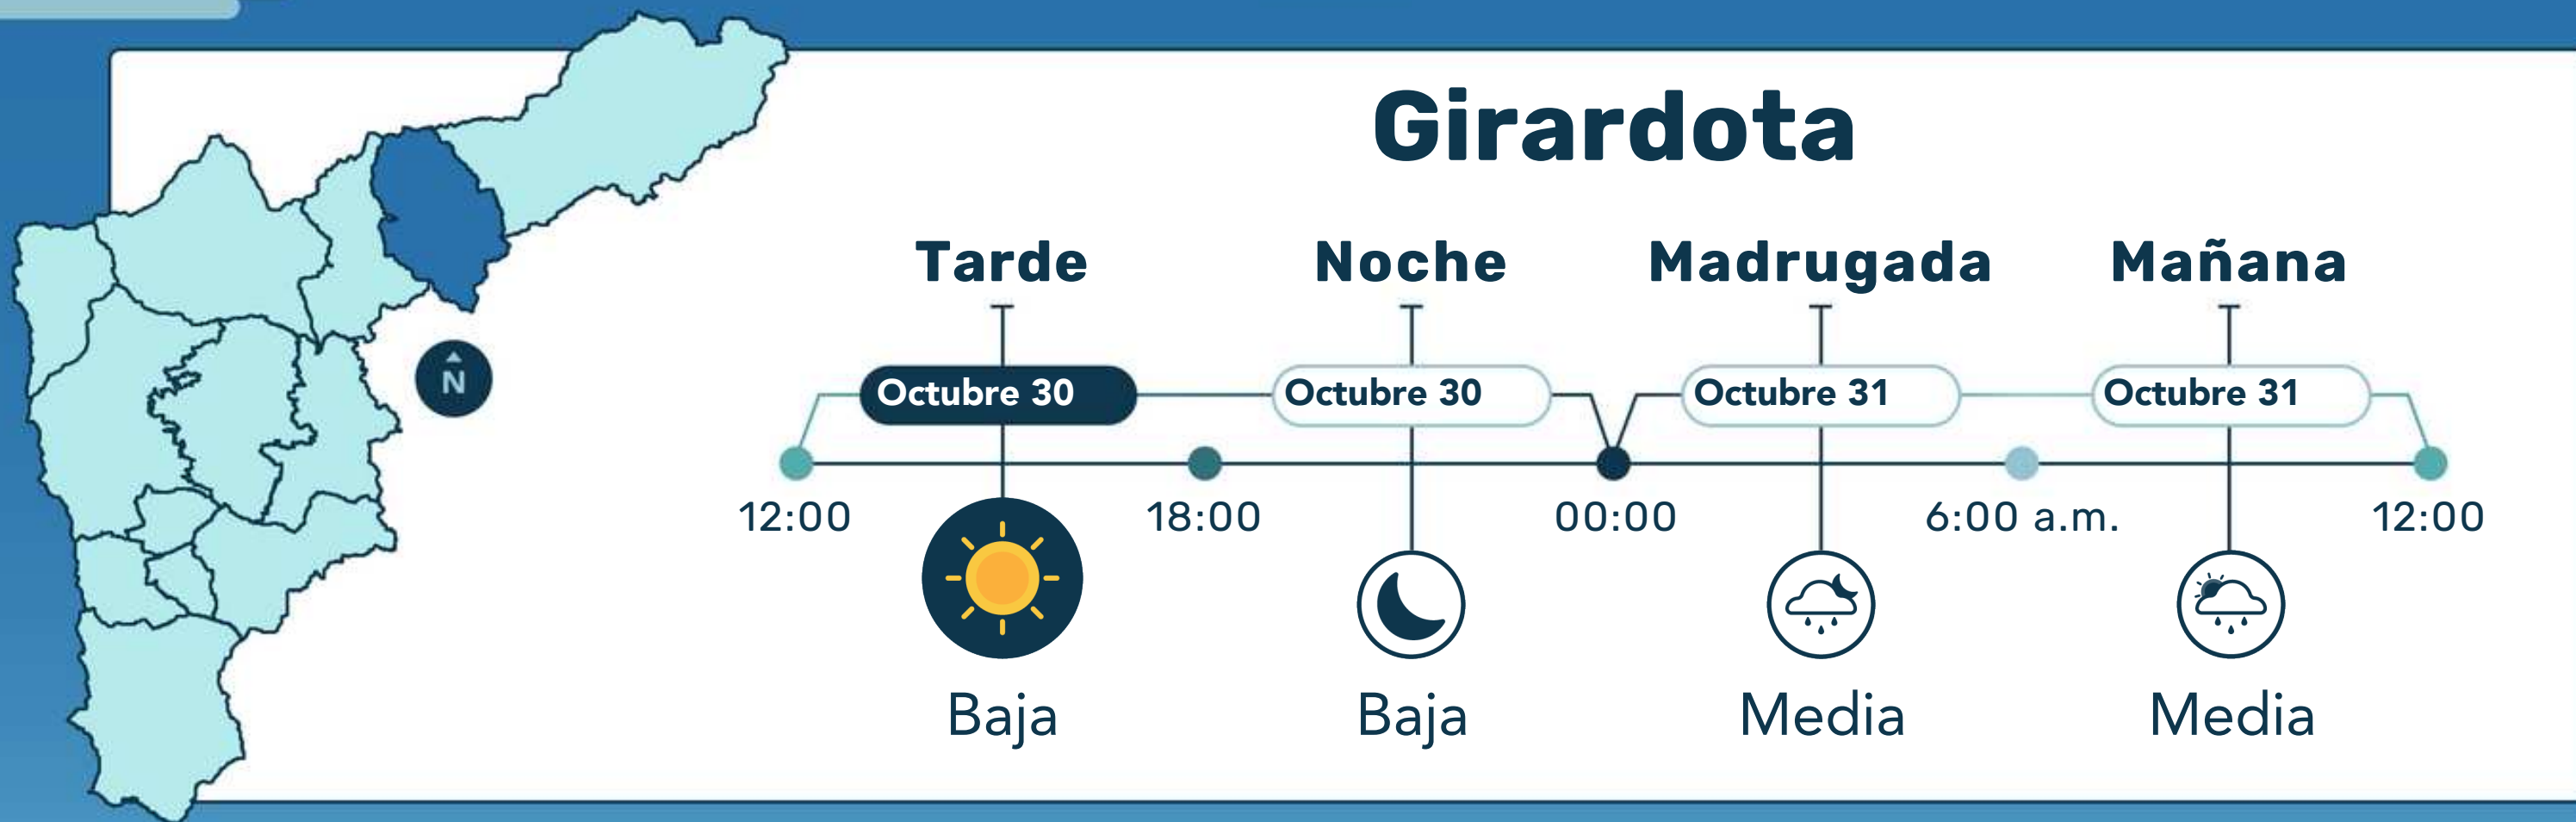 Girardota
Tarde
Noche
Madrugada
Mañana
Octubre 30
Octubre 30
Octubre 31
Octubre 31
N
12:00
18:00
00:00
6:00 a.m.
12:00
Baja
Baja
Media
Media